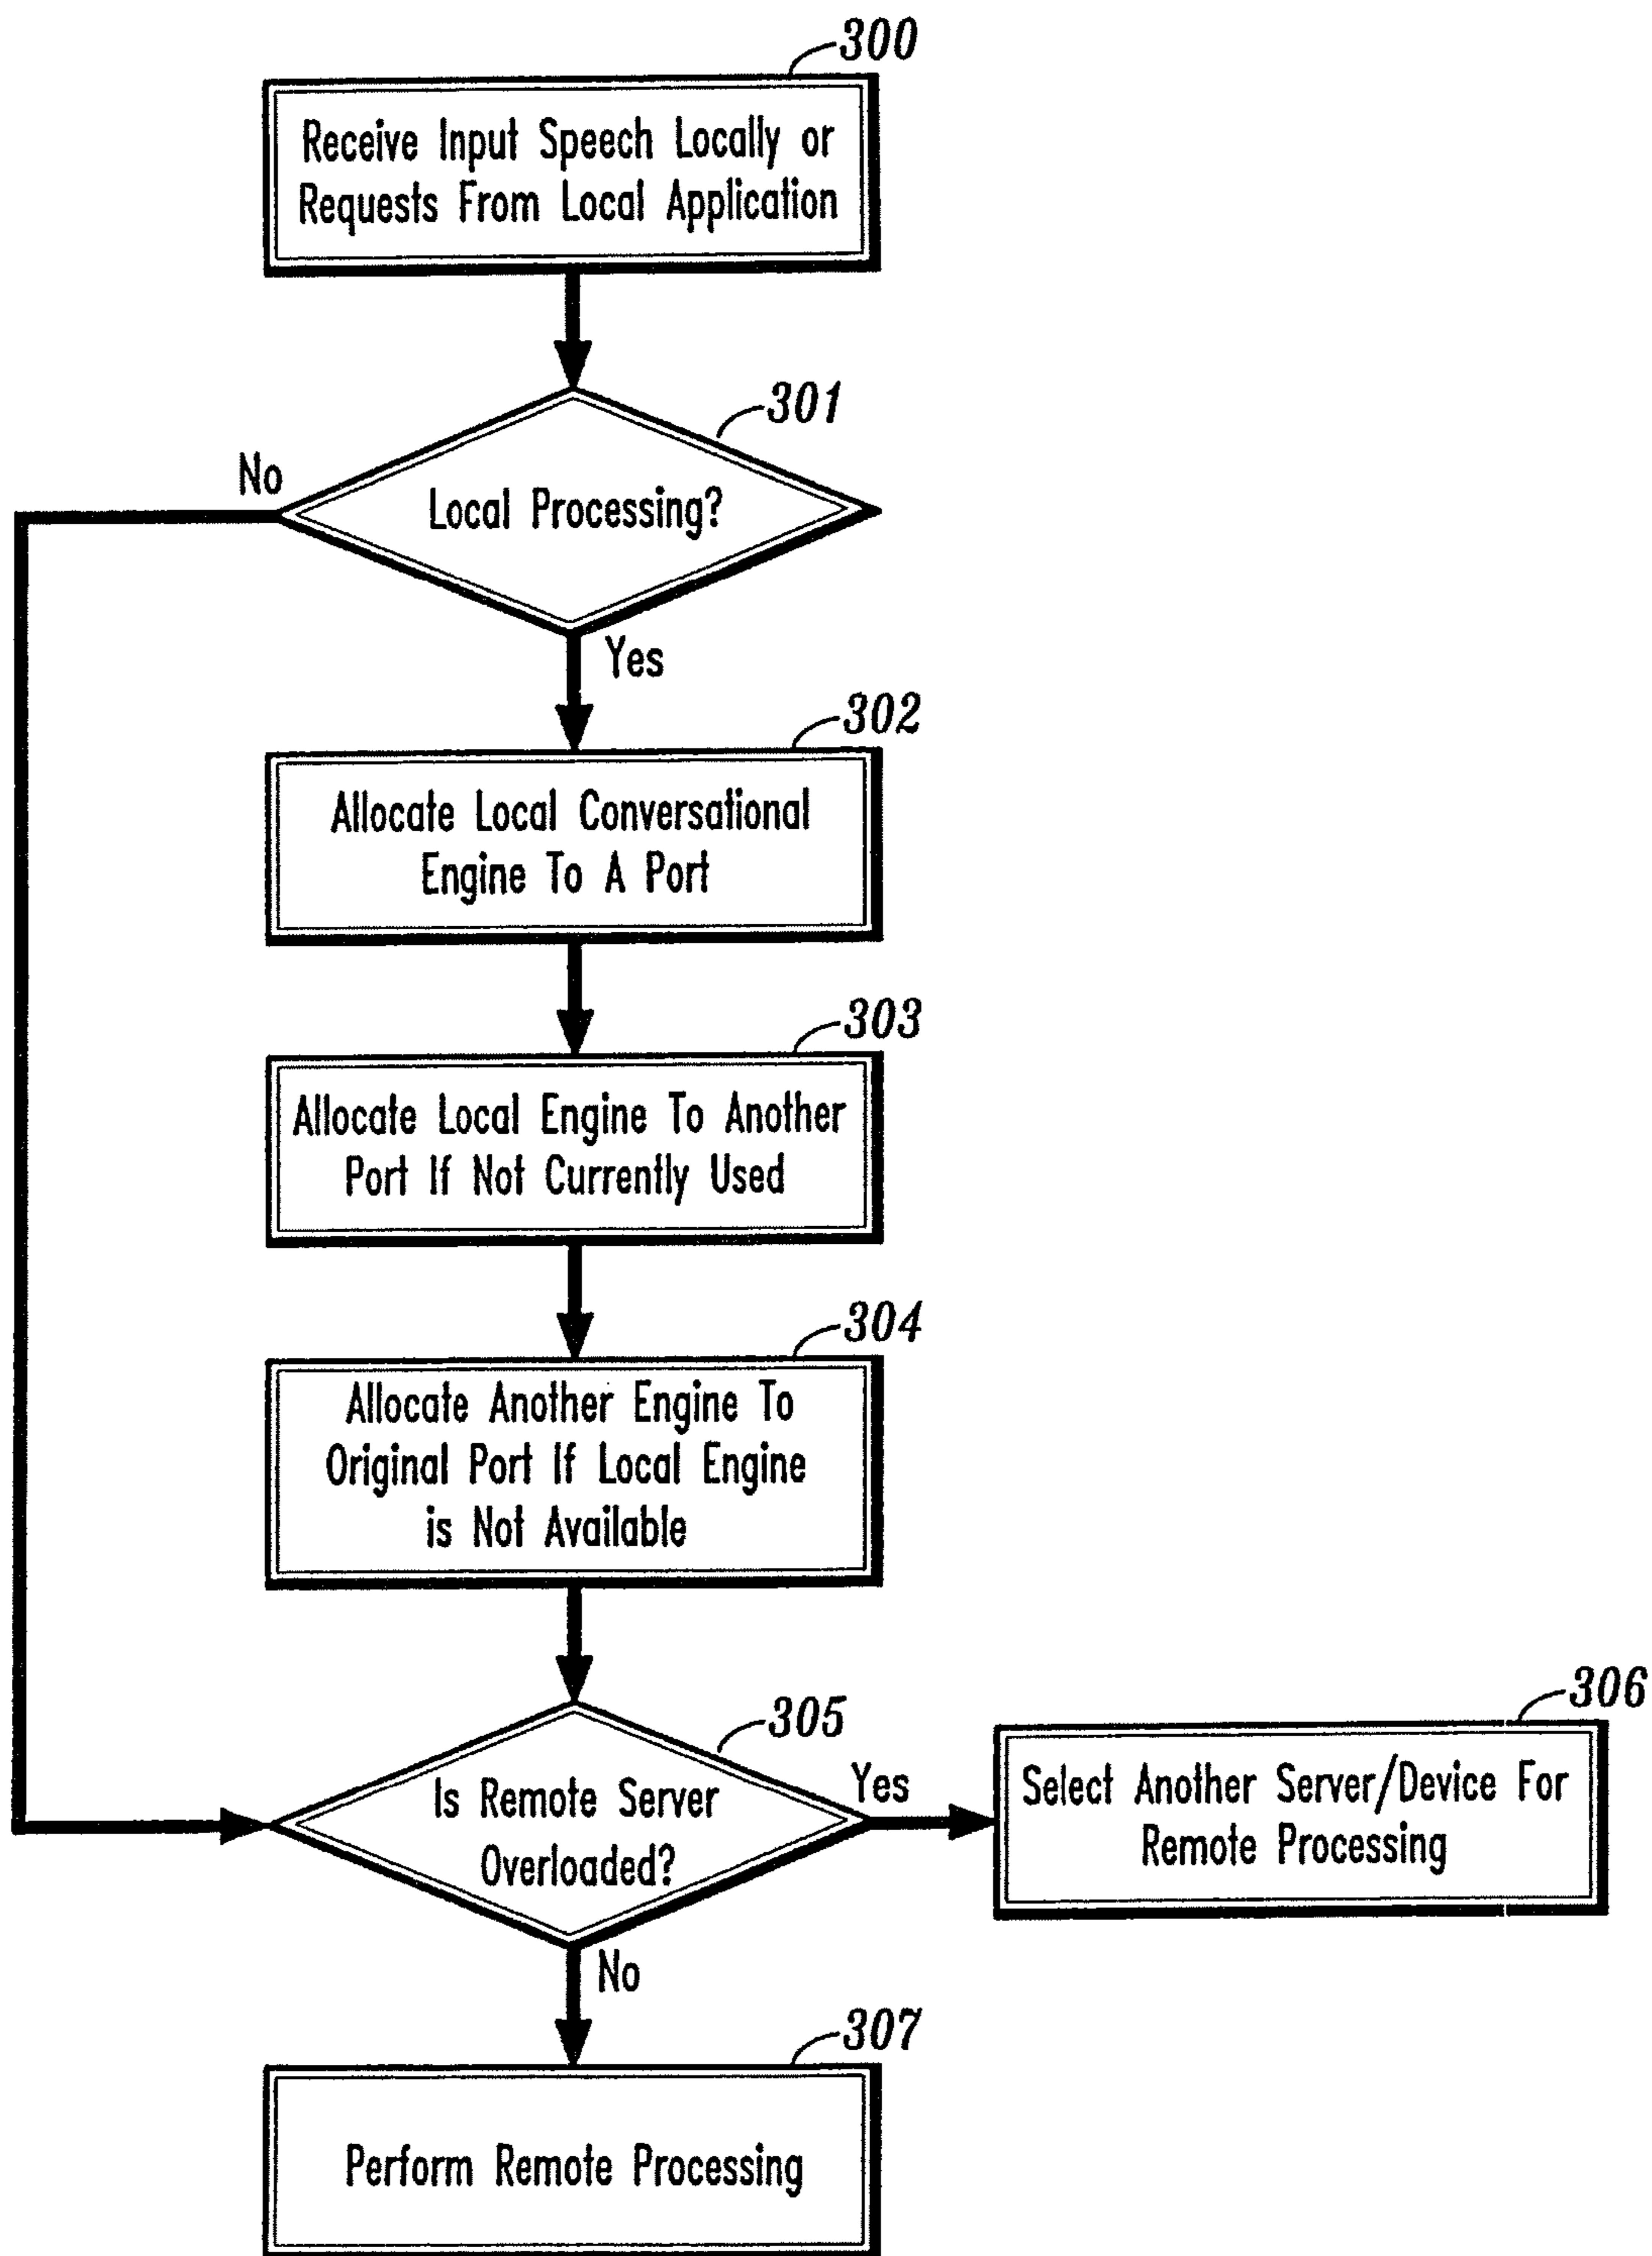 300
Receive Input Speech Locally or
Requests From Local Application
301
No
Local Processing?
Yes
302
Allocate Local Conversational
Engine To A Port
303
Allocate Local Engine To Another
Port If Not Currently Used
304
Allocate Another Engine To
Original Port If Local Engine
is Not Available
305
306
Is Remote Server
Overloaded?
Yes
Select Another Server/Device For
Remote Processing
No
307
Perform Remote Processing